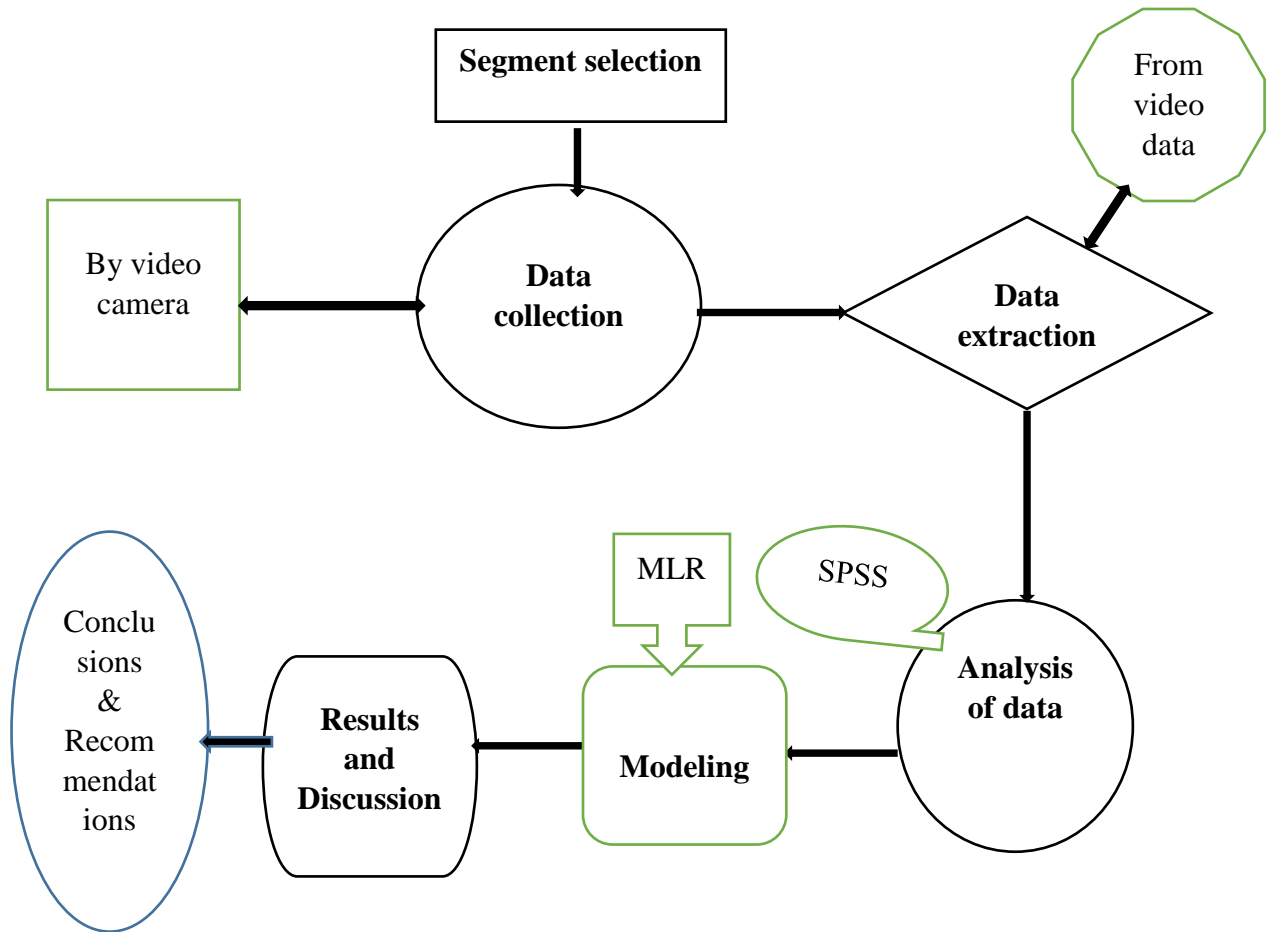 Segment selection
From
video
data
By video
camera
Data
collection
Data
extraction
MLR
SPSS
Conclu
sions
&
Recom
mendat
ions
Results
and
Discussion
Modeling
Analysis
of data